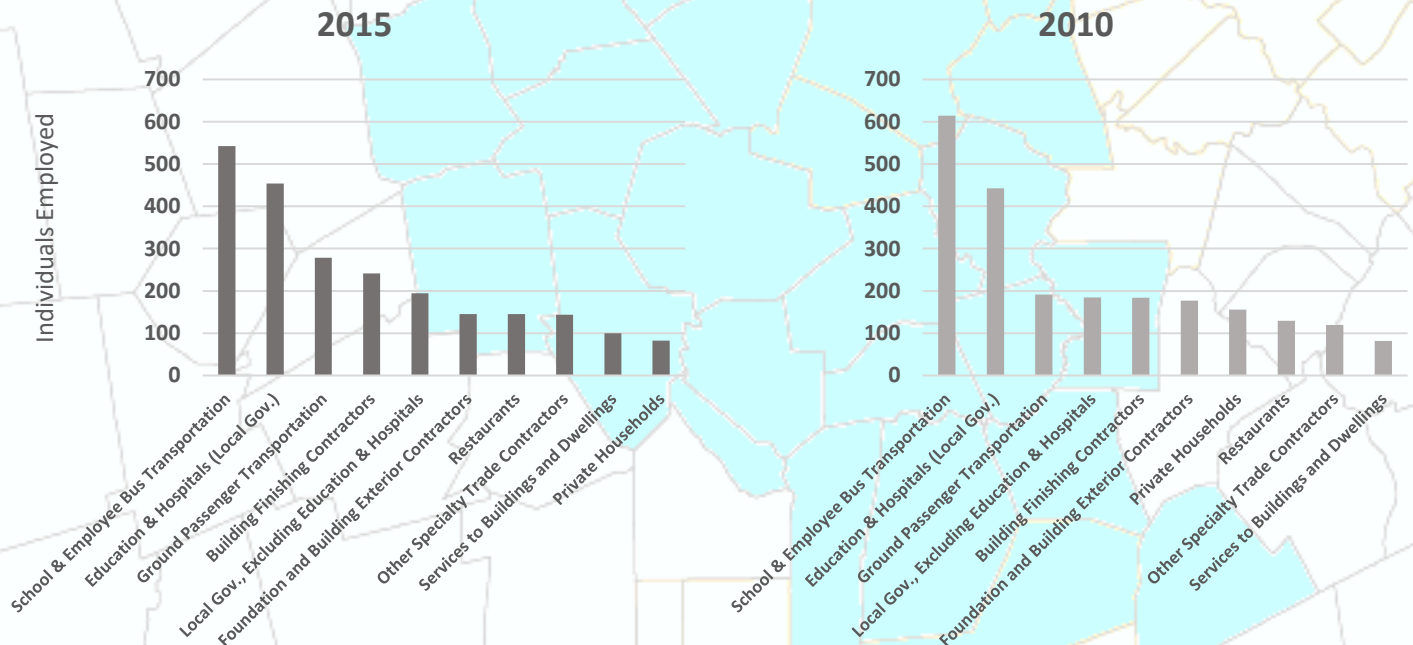 2015
Individuals Employed
700
600
500
400
300
200
100
0
School & Employee Bus Transportation
Education & Hospitals (Local Gov.)
Ground Passenger Transportation
Building Finishing Contractors
Local Gov., Excluding Education & Hospitals
Foundation and Building Exterior Contractors
Restaurants
Other Specialty Trade Contractors
Services to Buildings and Dwellings
Private Households
2010
700
600
500
400
300
200
100
0
School & Employee Bus Transportation
Education & Hospitals (Local Gov.)
Ground Passenger Transportation
Local Gov., Excluding Education & Hospitals
Building Finishing Contractors
Foundation and Building Exterior Contractors
Private Households
Restaurants
Other Specialty Trade Contractors
Services to Buildings and Dwellings